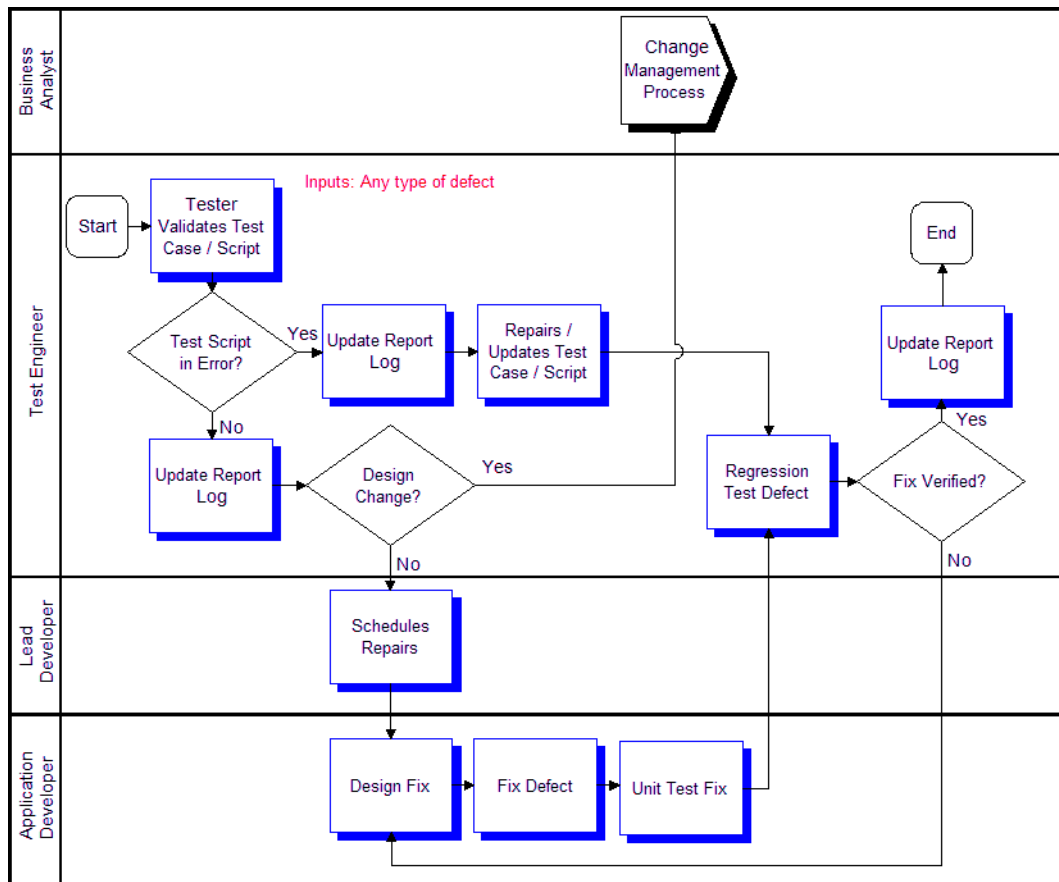 Business
Analyst
Change
Management
Process
Test Engineer
Inputs: Any type of defect
Start
Tester
Validates Test
Case / Script
End
Test Script
in Error?
Yes
Update Report
Log
Repairs /
Updates Test
Case / Script
Update Report
Log
No
Yes
Update Report
Log
Design
Change?
Yes
Regression
Test Defect
Fix Verified?
No
No
Lead
Developer
Schedules
Repairs
Application
Developer
Design Fix
Fix Defect
Unit Test Fix